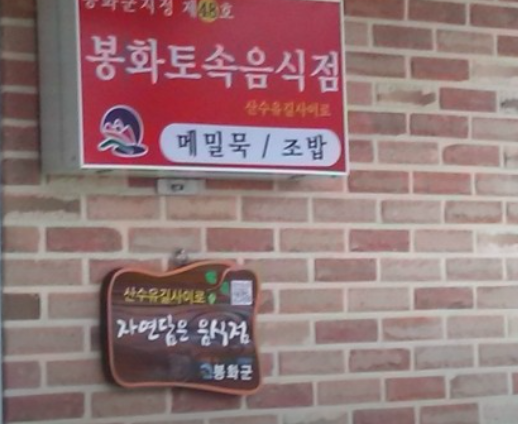 봉화군지정 제48호
봉화토속음식점
산수유길사이로
메밀묵 / 조밥
산수유길사이로
자연닮은 음식점
봉화군